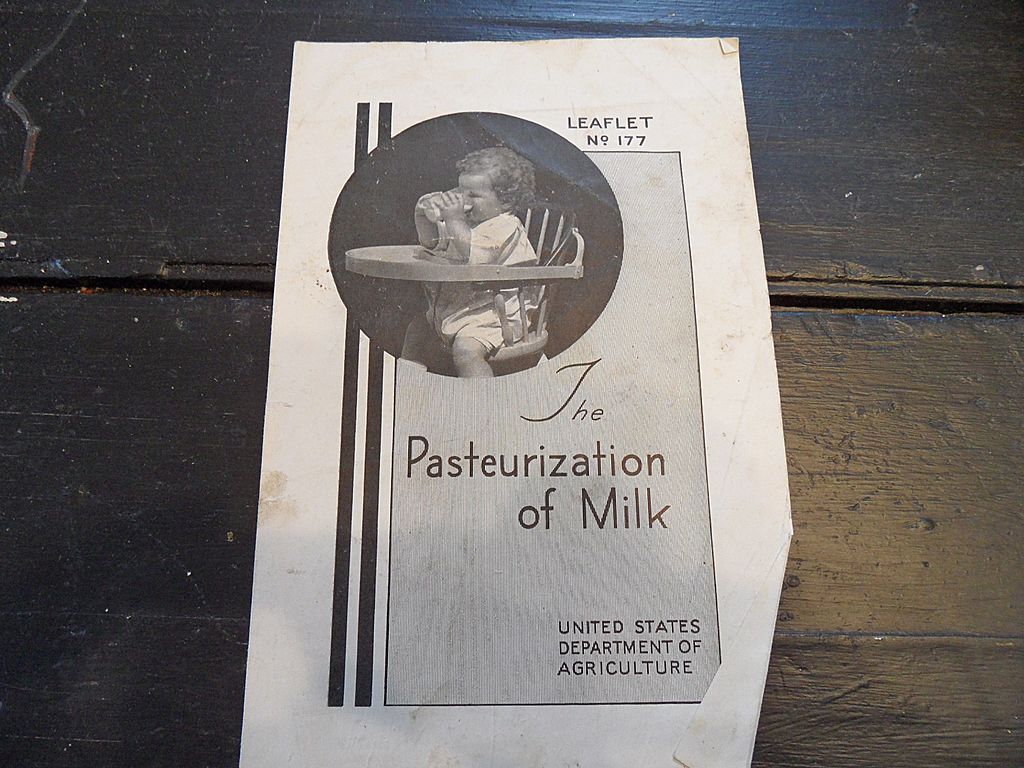 LEAFLET
Nº 177
The
Pasteurization
of Milk
UNITED STATES
DEPARTMENT OF
AGRICULTURE